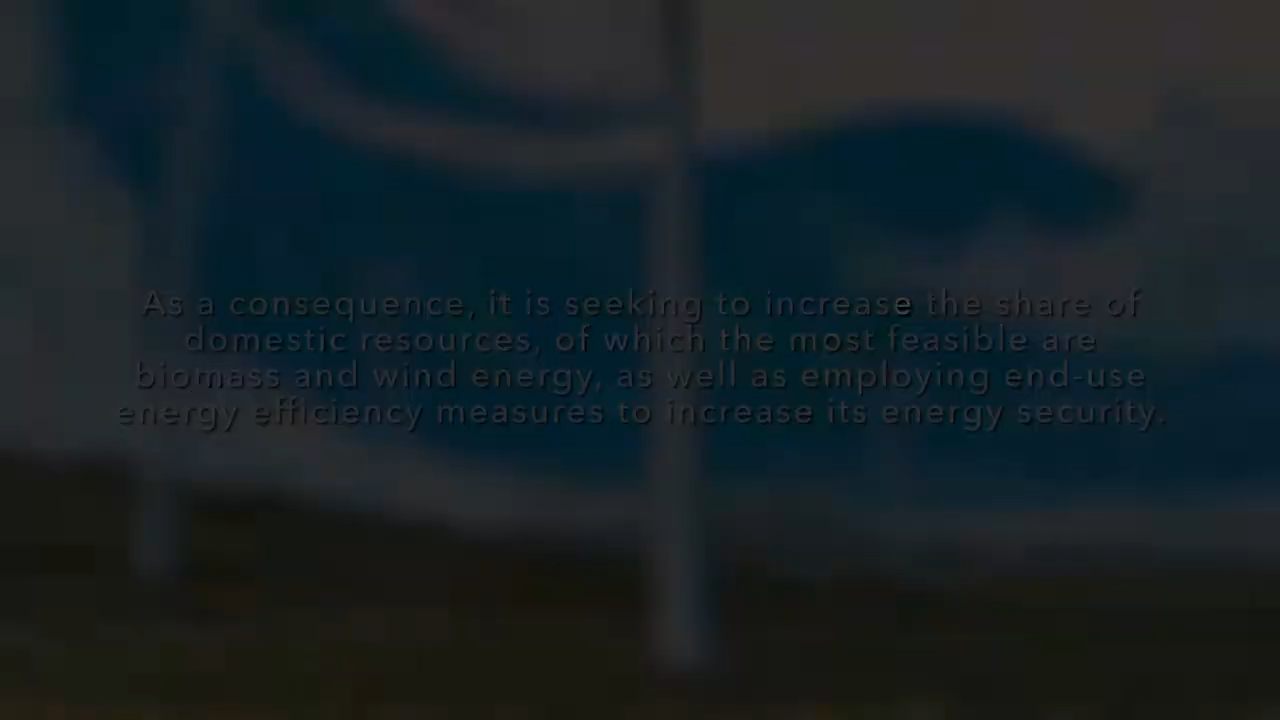 As a consequence, it is seeking to increase the share of
domestic resources, of which the most feasible are
biomass and wind energy, as well as employing end-use
energy efficiency measures to increase its energy security.